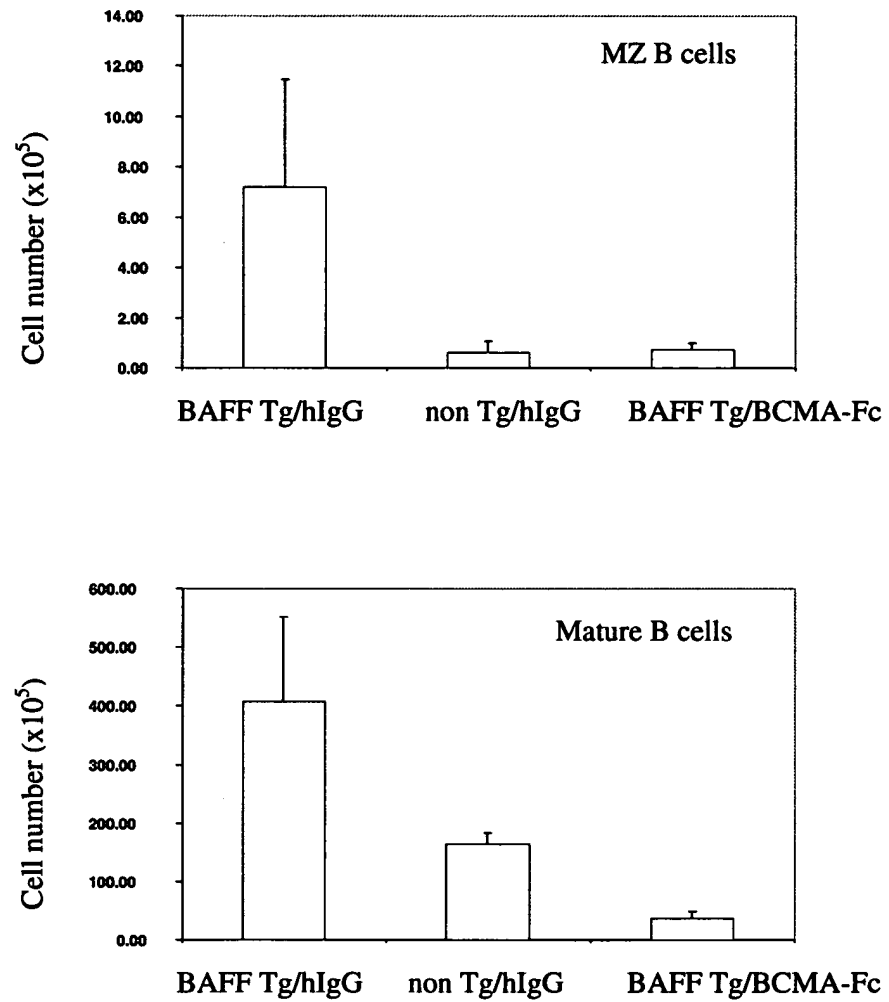 14.00
MZ B cells
12.00
10.00
8.00
6.00
4.00
2.00
0.00
Cell number (x10⁵)
BAFF Tg/hIgG non Tg/hIgG BAFF Tg/BCMA-Fc
600.00
Mature B cells
500.00
400.00
300.00
200.00
100.00
0.00
Cell number (x10⁵)
BAFF Tg/hIgG non Tg/hIgG BAFF Tg/BCMA-Fc